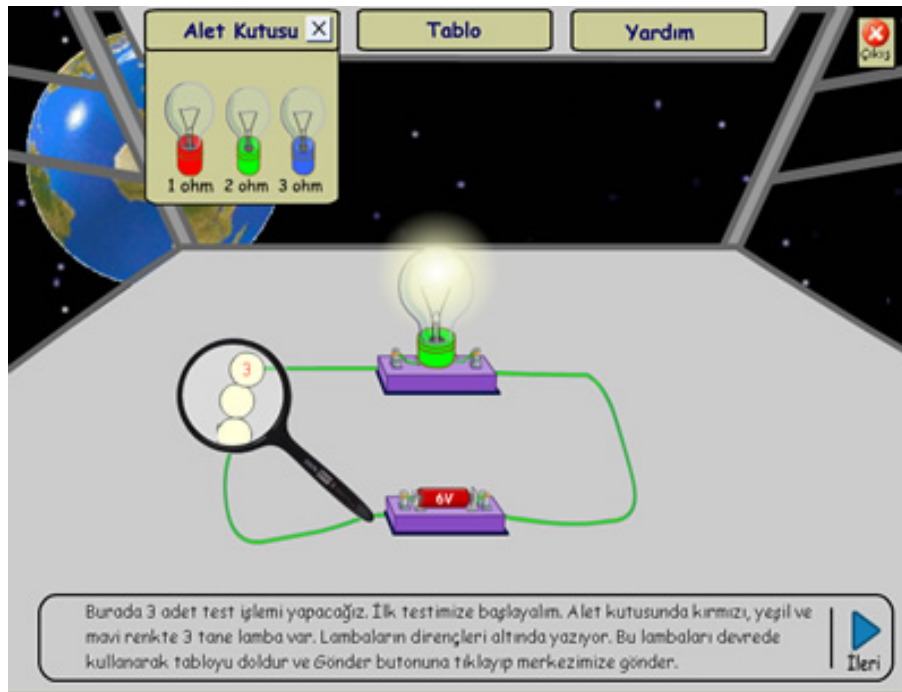 Alet Kutusu X
Tablo
Yardım
Çıkış
1 ohm 2 ohm 3 ohm
3
6V
Burada 3 adet test işlemi yapacağız. İlk testimize başlayalım. Alet kutusunda kırmızı, yeşil ve
mavi renkte 3 tane lamba var. Lambaların dirençleri altında yazıyor. Bu lambaları devrede
kullanarak tabloyu doldur ve Gönder butonuna tıklayıp merkezimize gönder.
İleri